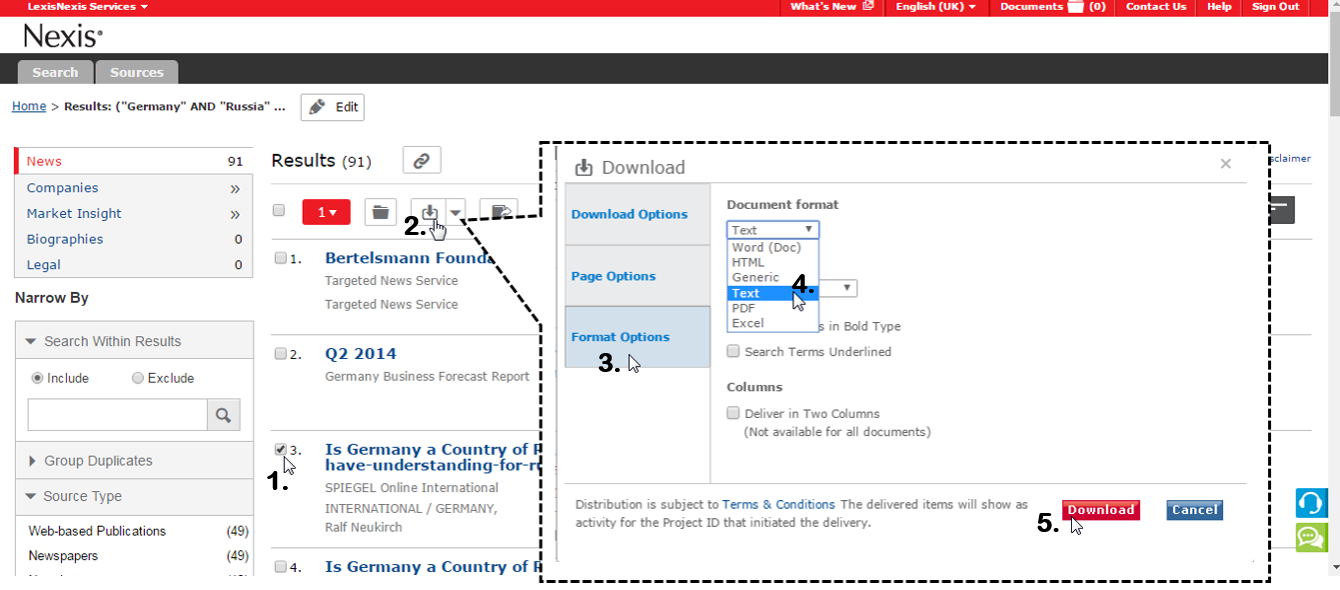 LexisNexis Services
What's New
English (UK)
Documents (0)
Contact Us
Help
Sign Out
Nexis®
Search
Sources
Home > Results: ("Germany" AND "Russia" ...
Edit
News 91
Companies »
Market Insight »
Biographies 0
Legal 0
Narrow By
Search Within Results
Include
Exclude
Group Duplicates
Source Type
Web-based Publications (49)
Newspapers (49)
Results (91)
1
2.
1. Bertelsmann Founda
Targeted News Service
Targeted News Service
2. Q2 2014
Germany Business Forecast Report
3. Is Germany a Country of
have-understanding-for-r
1.
SPIEGEL Online International
INTERNATIONAL / GERMANY,
Ralf Neukirch
4. Is Germany a Country of
Download
×
sclaimer
Download Options
Page Options
Format Options
3.
Document format
Text
Word (Doc)
HTML
Generic
Text
PDF
Excel
4.
s in Bold Type
Search Terms Underlined
Columns
Deliver in Two Columns
(Not available for all documents)
Distribution is subject to Terms & Conditions The delivered items will show as
activity for the Project ID that initiated the delivery.
5.
Download
Cancel